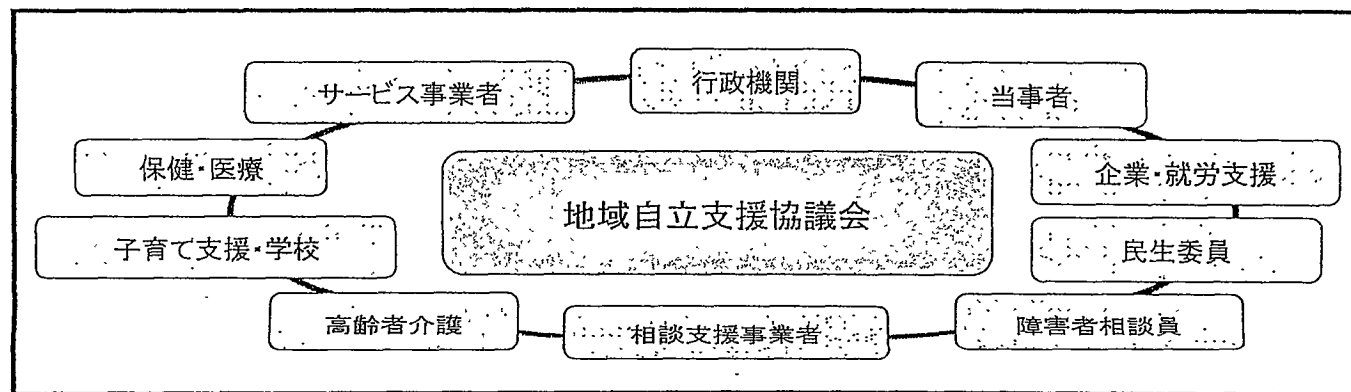 行政機関
サービス事業者
当事者
保健・医療
企業・就労支援
地域自立支援協議会
子育て支援・学校
民生委員
高齢者介護
相談支援事業者
障害者相談員